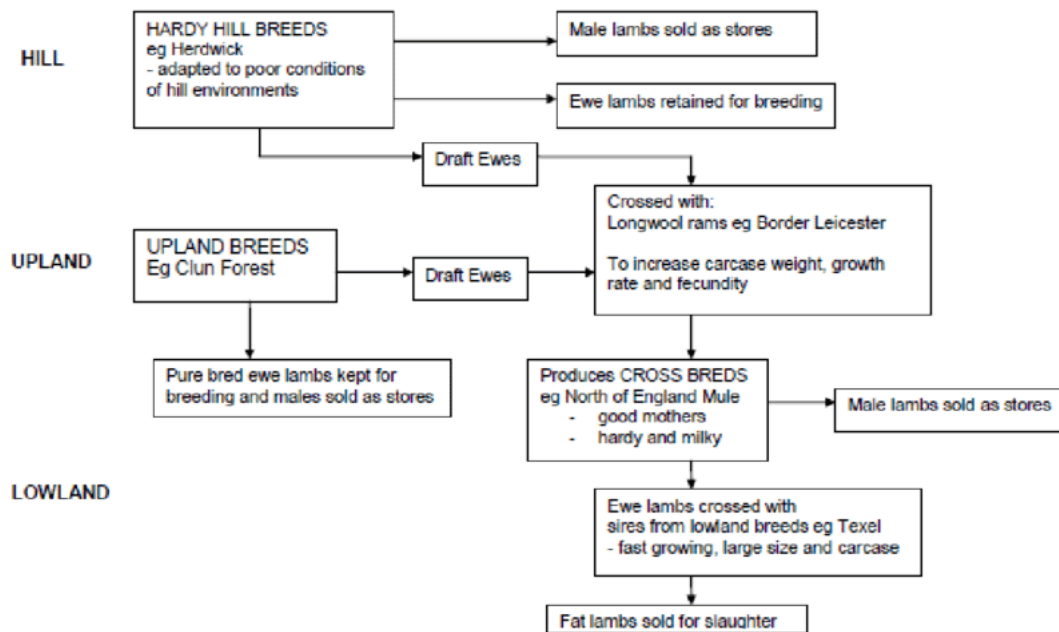 HILL
HARDY HILL BREEDS
eg Herdwick
- adapted to poor conditions
of hill environments
Male lambs sold as stores
Ewe lambs retained for breeding
Draft Ewes
Crossed with:
Longwool rams eg Border Leicester
To increase carcase weight, growth
rate and fecundity
UPLAND
UPLAND BREEDS
Eg Clun Forest
Draft Ewes
Pure bred ewe lambs kept for
breeding and males sold as stores
Produces CROSS BREDS
eg North of England Mule
- good mothers
- hardy and milky
Male lambs sold as stores
LOWLAND
Ewe lambs crossed with
sires from lowland breeds eg Texel
- fast growing, large size and carcase
Fat lambs sold for slaughter